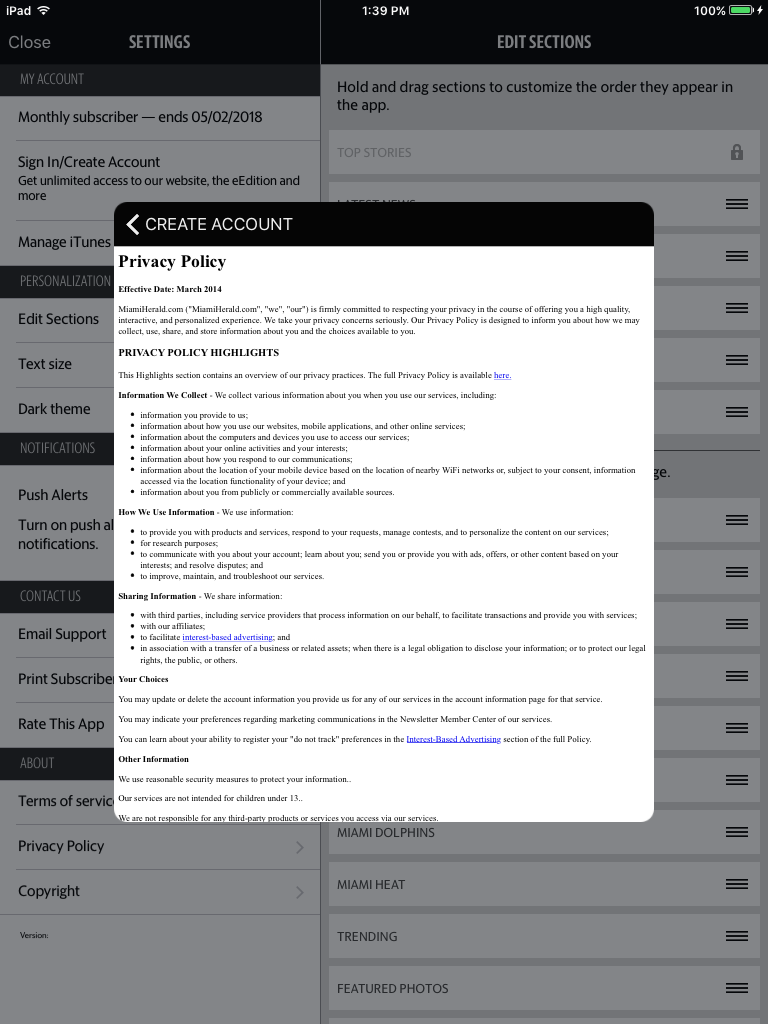 iPad
1:39 PM
100%
Close
SETTINGS
EDIT SECTIONS
MY ACCOUNT
Monthly subscriber — ends 05/02/2018
Sign In/Create Account
Get unlimited access to our website, the eEdition and
more
Manage iTunes
PERSONALIZATION
Edit Sections
Text size
Dark theme
NOTIFICATIONS
Push Alerts
Turn on push al
notifications.
CONTACT US
Email Support
Print Subscriber
Rate This App
ABOUT
Terms of servic
Privacy Policy
Copyright
Version:
Hold and drag sections to customize the order they appear in
the app.
TOP STORIES
LATEST NEWS
ge.
MIAMI DOLPHINS
MIAMI HEAT
TRENDING
FEATURED PHOTOS
CREATE ACCOUNT
Privacy Policy
Effective Date: March 2014
MiamiHerald.com ("MiamiHerald.com", "we", "our") is firmly committed to respecting your privacy in the course of offering you a high quality,
interactive, and personalized experience. We take your privacy concerns seriously. Our Privacy Policy is designed to inform you about how we may
collect, use, share, and store information about you and the choices available to you.
PRIVACY POLICY HIGHLIGHTS
This Highlights section contains an overview of our privacy practices. The full Privacy Policy is available here.
Information We Collect - We collect various information about you when you use our services, including:
• information you provide to us;
• information about how you use our websites, mobile applications, and other online services;
• information about the computers and devices you use to access our services;
• information about your online activities and your interests;
• information about how you respond to our communications;
• information about the location of your mobile device based on the location of nearby WiFi networks or, subject to your consent, information
accessed via the location functionality of your device; and
• information about you from publicly or commercially available sources.
How We Use Information - We use information:
• to provide you with products and services, respond to your requests, manage contests, and to personalize the content on our services;
• for research purposes;
• to communicate with you about your account; learn about you; send you or provide you with ads, offers, or other content based on your
interests; and resolve disputes; and
• to improve, maintain, and troubleshoot our services.
Sharing Information - We share information:
• with third parties, including service providers that process information on our behalf, to facilitate transactions and provide you with services;
• with our affiliates;
• to facilitate interest-based advertising; and
• in association with a transfer of a business or related assets; when there is a legal obligation to disclose your information; or to protect our legal
rights, the public, or others.
Your Choices
You may update or delete the account information you provide us for any of our services in the account information page for that service.
You may indicate your preferences regarding marketing communications in the Newsletter Member Center of our services.
You can learn about your ability to register your "do not track" preferences in the Interest-Based Advertising section of the full Policy.
Other Information
We use reasonable security measures to protect your information..
Our services are not intended for children under 13..
We are not responsible for any third-party products or services you access via our services.